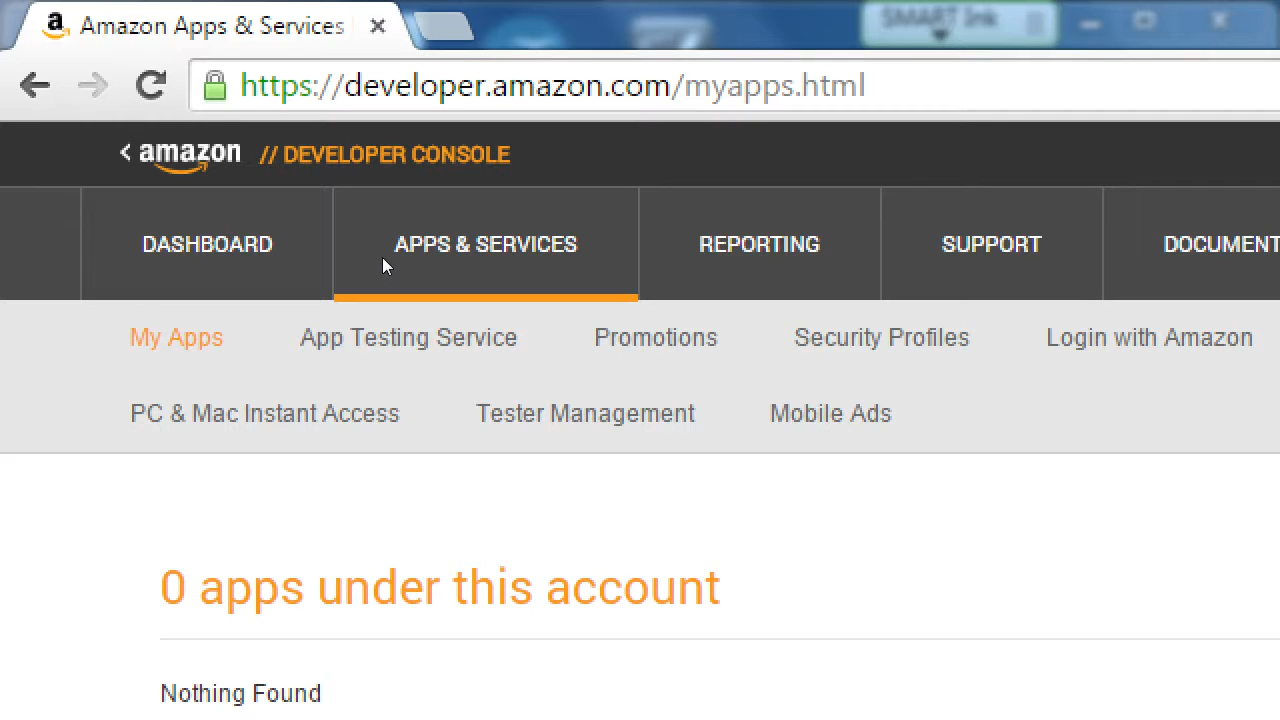 Amazon Apps & Services
SMART Ink
https://developer.amazon.com/myapps.html
amazon // DEVELOPER CONSOLE
DASHBOARD APPS & SERVICES REPORTING SUPPORT DOCUMENT
My Apps App Testing Service Promotions Security Profiles Login with Amazon
PC & Mac Instant Access Tester Management Mobile Ads
0 apps under this account
Nothing Found